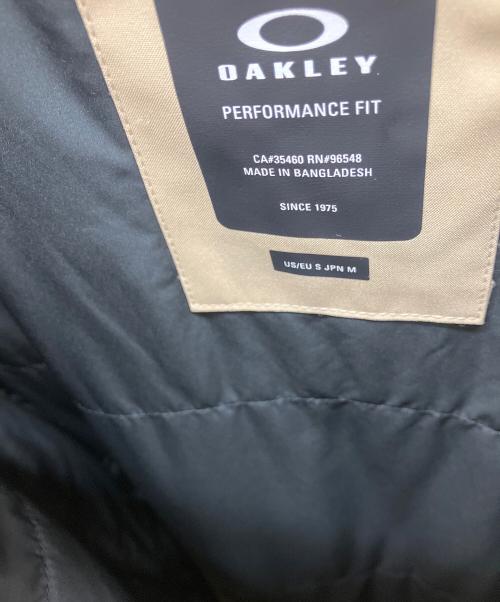 OAKLEY
PERFORMANCE FIT
CA#35460 RN#96548
MADE IN BANGLADESH
SINCE 1975
US/EU S JPN M